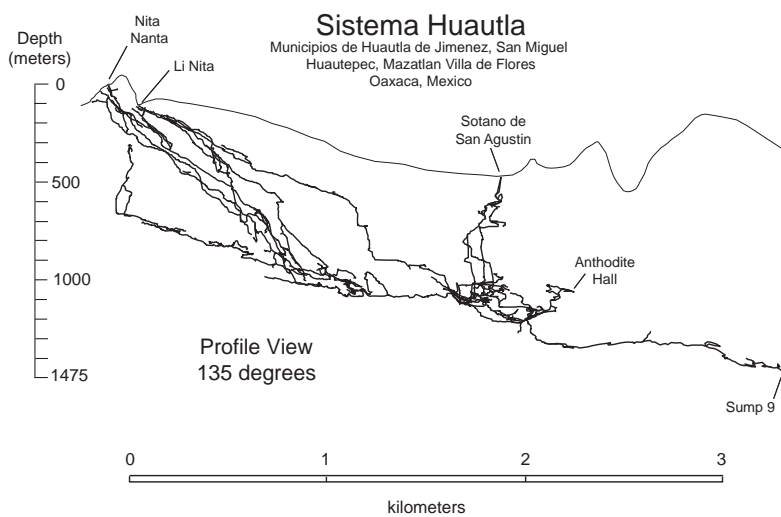 Sistema Huautla
Municipios de Huautla de Jimenez, San Miguel
Huautepec, Mazatlan Villa de Flores
Oaxaca, Mexico
Nita
Nanta
Depth
(meters)
Li Nita
0
Sotano de
San Agustin
500
1000
Anthodite
Hall
Profile View
135 degrees
1475
Sump 9
0
1
2
3
kilometers